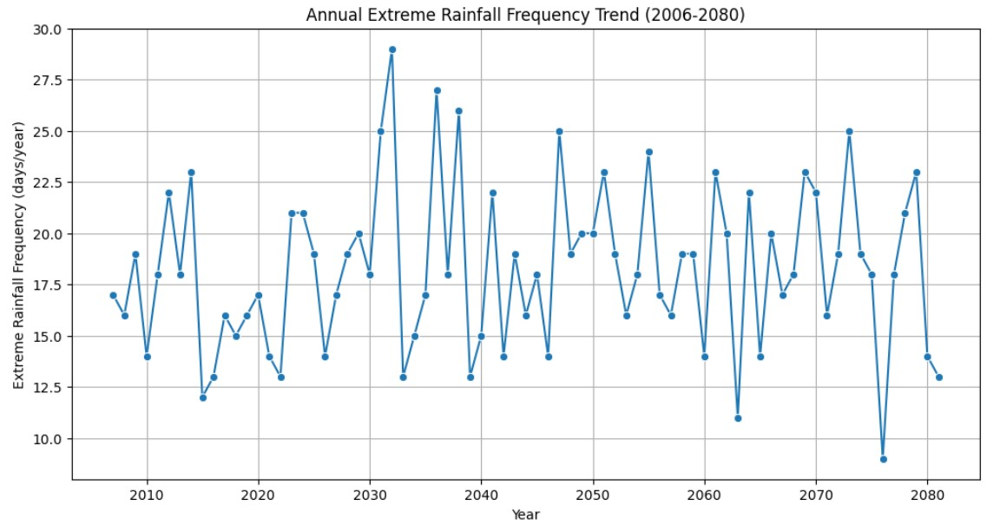 Annual Extreme Rainfall Frequency Trend (2006-2080)
30.0
27.5
25.0
22.5
20.0
17.5
15.0
12.5
10.0
Extreme Rainfall Frequency (days/year)
2010 2020 2030 2040 2050 2060 2070 2080
Year